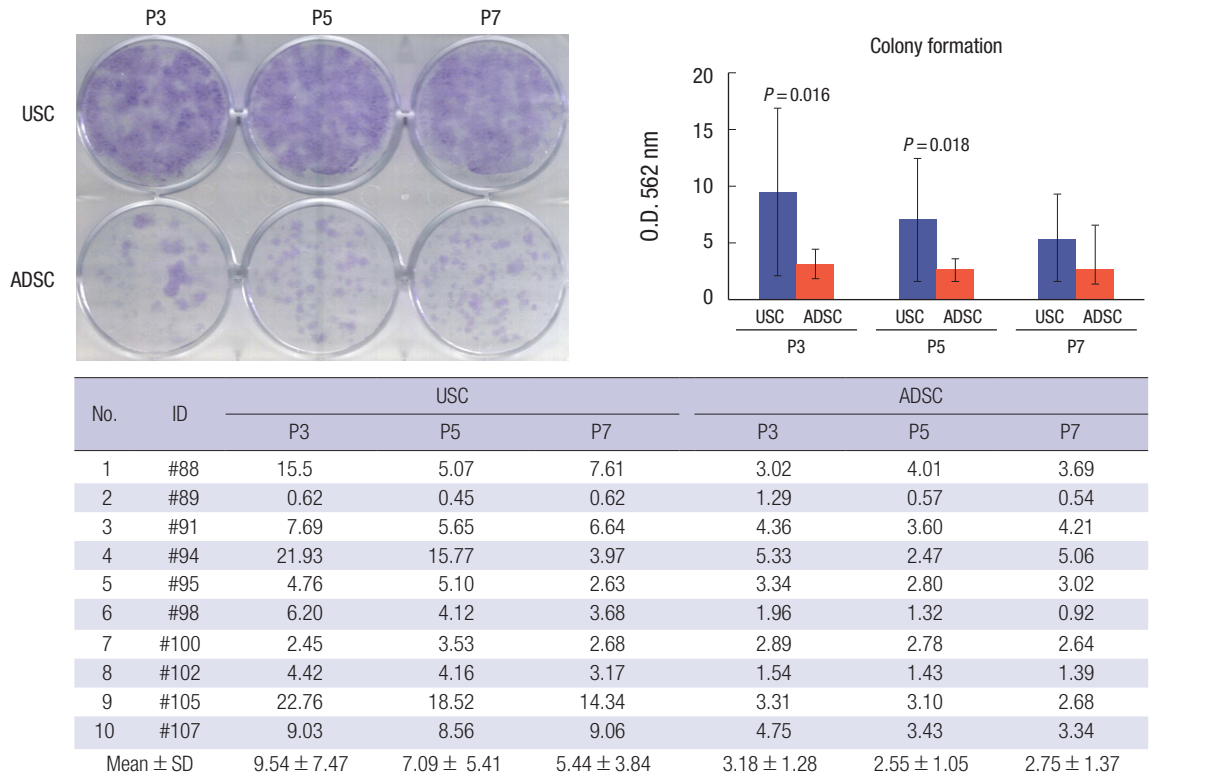 P3 P5 P7
USC
ADSC
Colony formation
O.D. 562 nm
20
15
10
5
0
P = 0.016
P = 0.018
USC ADSC USC ADSC USC ADSC
P3 P5 P7
No. ID USC ADSC
P3 P5 P7 P3 P5 P7
1 #88 15.5 5.07 7.61 3.02 4.01 3.69
2 #89 0.62 0.45 0.62 1.29 0.57 0.54
3 #91 7.69 5.65 6.64 4.36 3.60 4.21
4 #94 21.93 15.77 3.97 5.33 2.47 5.06
5 #95 4.76 5.10 2.63 3.34 2.80 3.02
6 #98 6.20 4.12 3.68 1.96 1.32 0.92
7 #100 2.45 3.53 2.68 2.89 2.78 2.64
8 #102 4.42 4.16 3.17 1.54 1.43 1.39
9 #105 22.76 18.52 14.34 3.31 3.10 2.68
10 #107 9.03 8.56 9.06 4.75 3.43 3.34
Mean ± SD 9.54 ± 7.47 7.09 ± 5.41 5.44 ± 3.84 3.18 ± 1.28 2.55 ± 1.05 2.75 ± 1.37